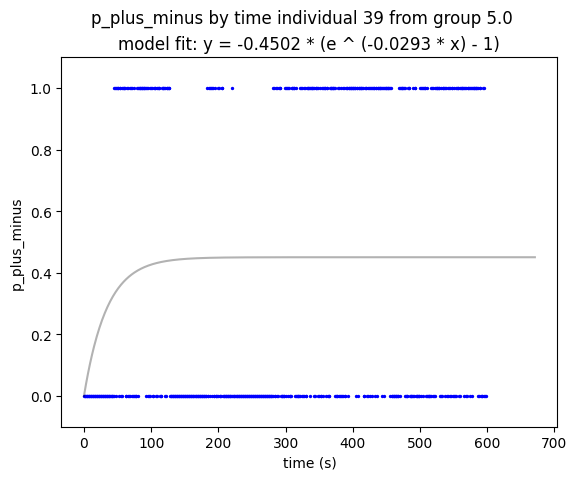 p_plus_minus by time individual 39 from group 5.0
model fit: y = -0.4502 * (e ^ (-0.0293 * x) - 1)
1.0
0.8
0.6
0.4
0.2
0.0
p_plus_minus
0 100 200 300 400 500 600 700
time (s)